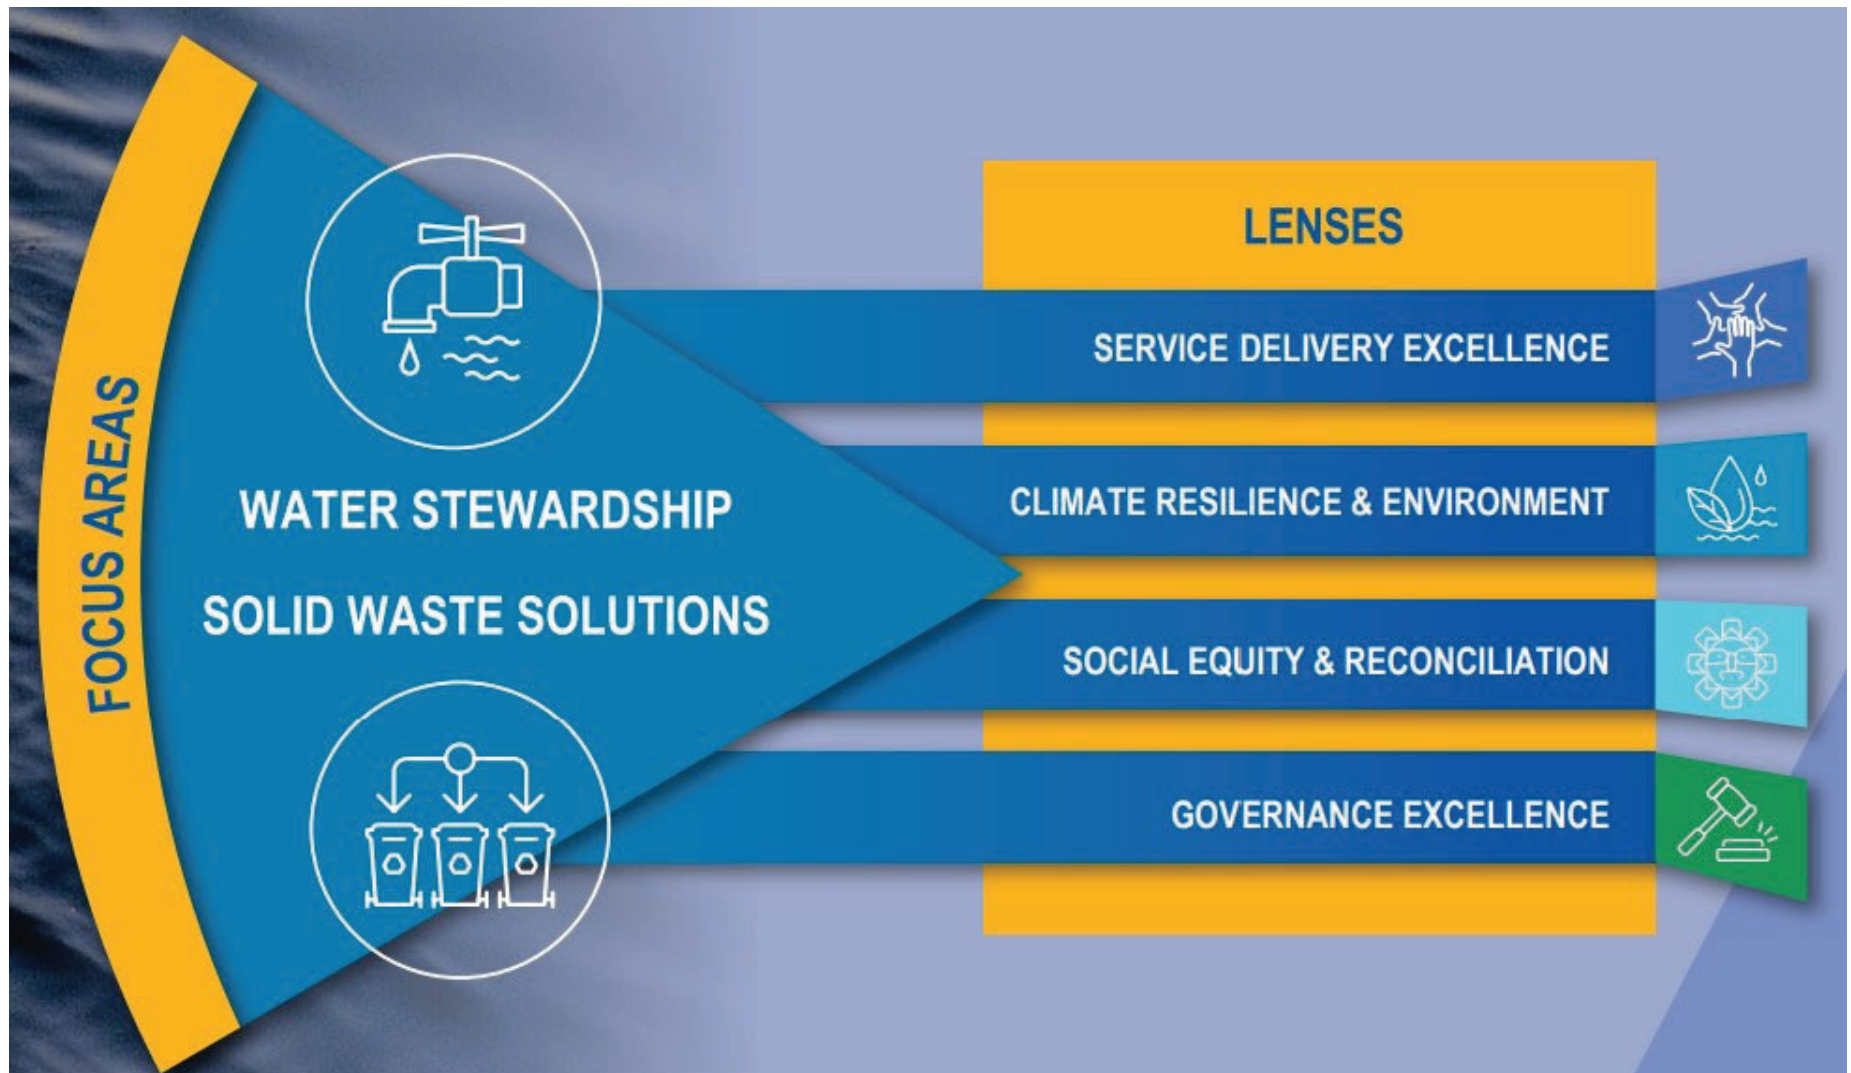 FOCUS AREAS
WATER STEWARDSHIP
SOLID WASTE SOLUTIONS
LENSES
SERVICE DELIVERY EXCELLENCE
CLIMATE RESILIENCE & ENVIRONMENT
SOCIAL EQUITY & RECONCILIATION
GOVERNANCE EXCELLENCE